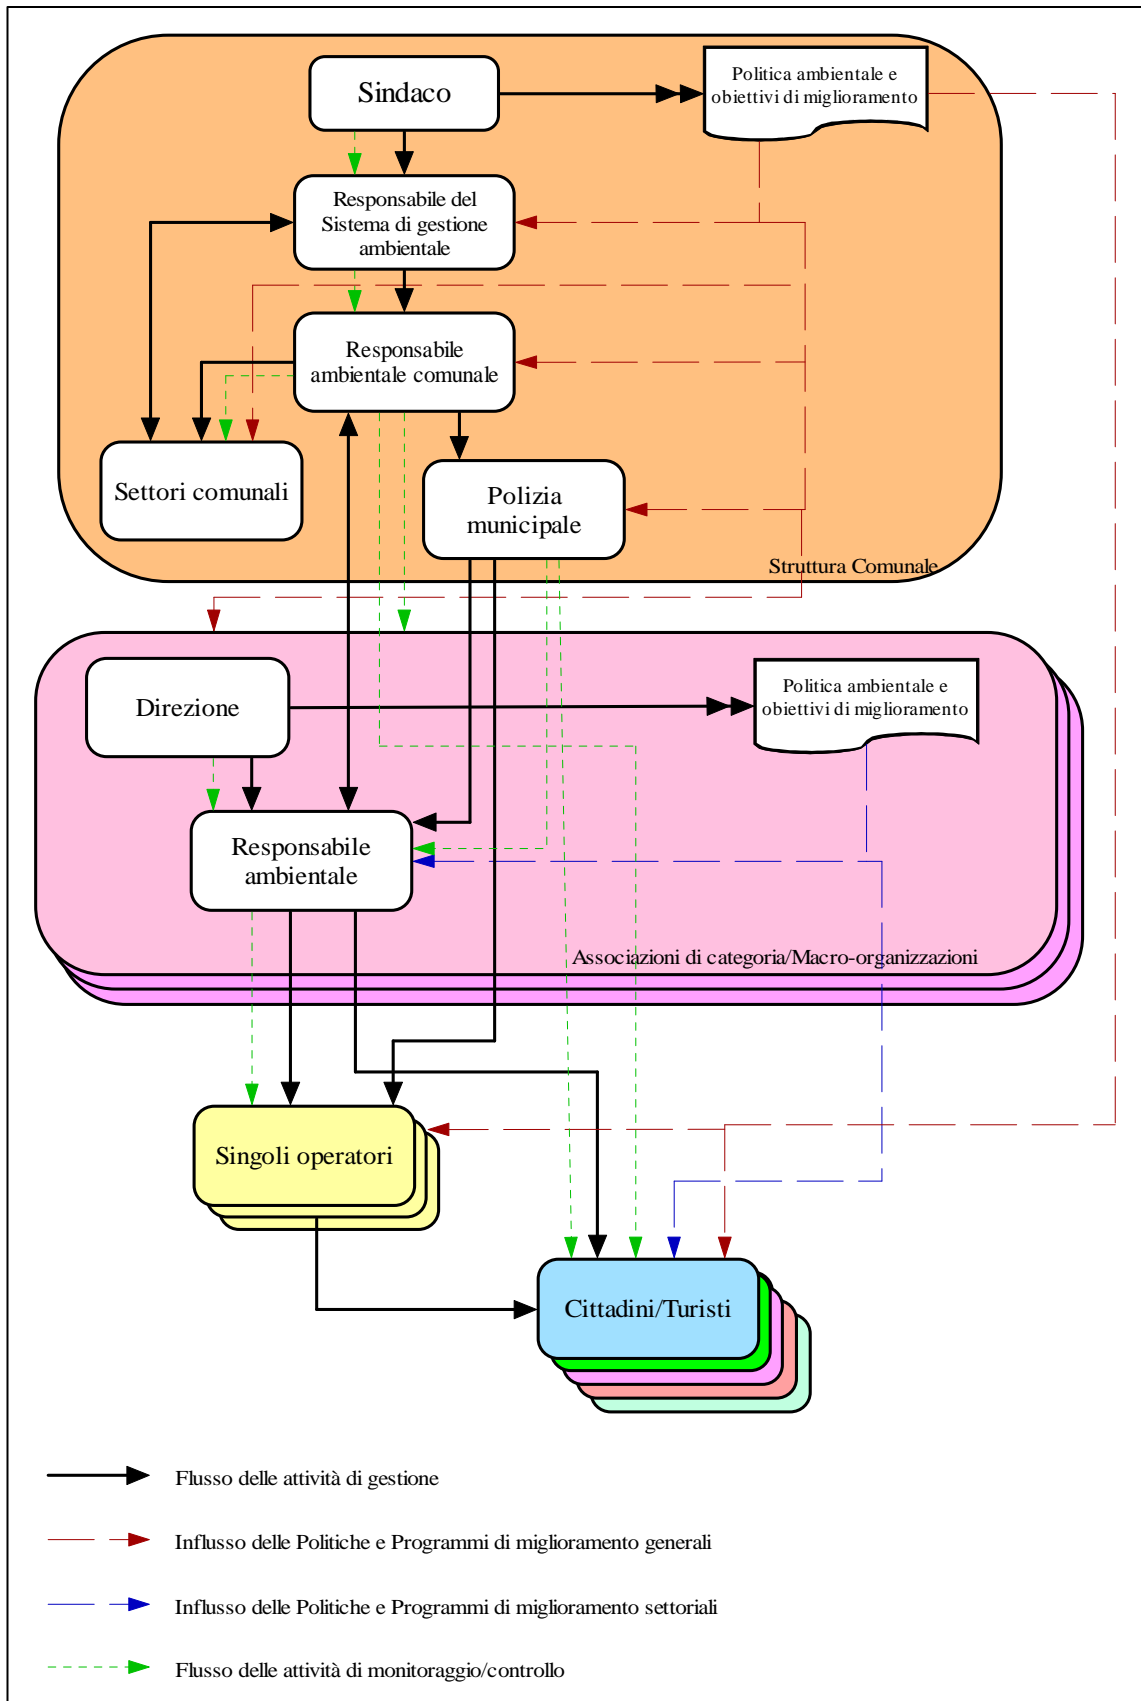 Sindaco
Politica ambientale e
obiettivi di miglioramento
Responsabile del
Sistema di gestione
ambientale
Responsabile
ambientale comunale
Settori comunali
Polizia
municipale
Struttura Comunale
Direzione
Politica ambientale e
obiettivi di miglioramento
Responsabile
ambientale
Associazioni di categoria/Macro-organizzazioni
Singoli operatori
Cittadini/Turisti
Flusso delle attività di gestione
Influsso delle Politiche e Programmi di miglioramento generali
Influsso delle Politiche e Programmi di miglioramento settoriali
Flusso delle attività di monitoraggio/controllo